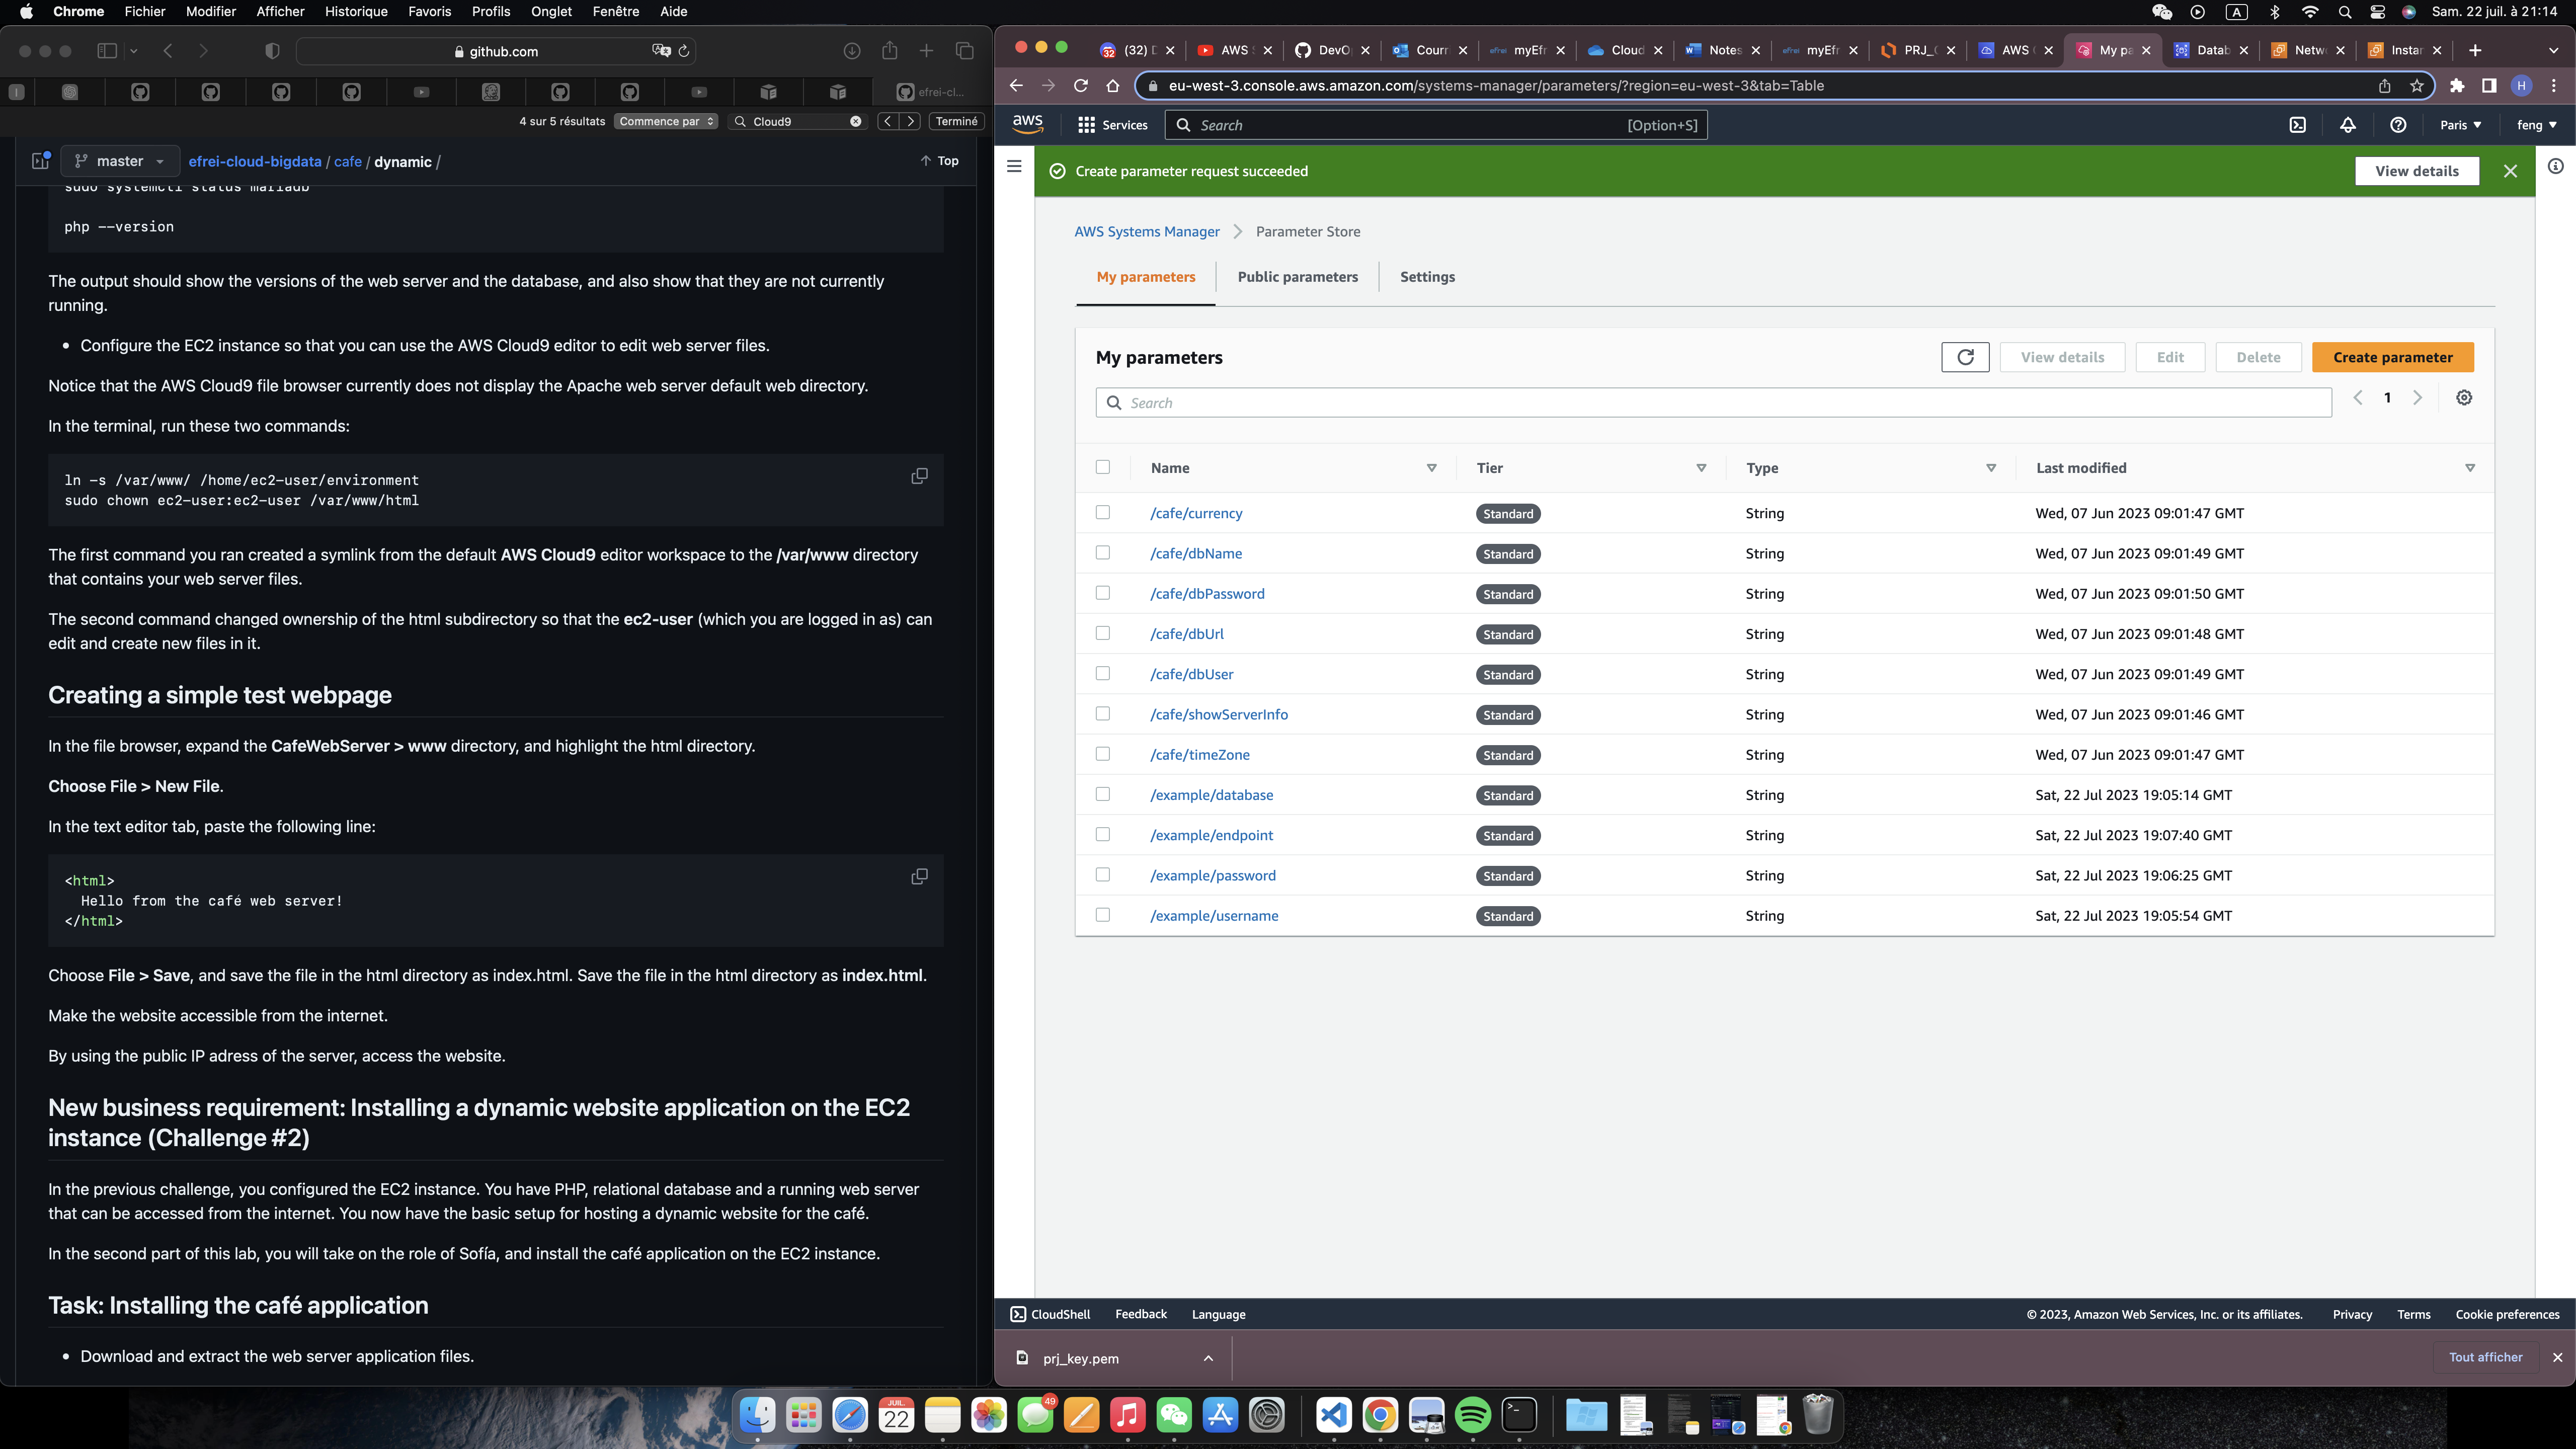 Chrome Fichier Modifier Afficher Historique Favoris Profils Onglet Fenêtre Aide
A Sam. 22 juil. à 21:14
github.com
efrei-cl...
4 sur 5 résultats Commence par Cloud9 Terminé
master efrei-cloud-bigdata / cafe / dynamic / Top
sudo systemctl status mariadb
php --version
The output should show the versions of the web server and the database, and also show that they are not currently
running.
• Configure the EC2 instance so that you can use the AWS Cloud9 editor to edit web server files.
Notice that the AWS Cloud9 file browser currently does not display the Apache web server default web directory.
In the terminal, run these two commands:
ln -s /var/www/ /home/ec2-user/environment
sudo chown ec2-user:ec2-user /var/www/html
The first command you ran created a symlink from the default AWS Cloud9 editor workspace to the /var/www directory
that contains your web server files.
The second command changed ownership of the html subdirectory so that the ec2-user (which you are logged in as) can
edit and create new files in it.
Creating a simple test webpage
In the file browser, expand the CafeWebServer > www directory, and highlight the html directory.
Choose File > New File.
In the text editor tab, paste the following line:
<html>
Hello from the café web server!
</html>
Choose File > Save, and save the file in the html directory as index.html. Save the file in the html directory as index.html.
Make the website accessible from the internet.
By using the public IP adress of the server, access the website.
New business requirement: Installing a dynamic website application on the EC2
instance (Challenge #2)
In the previous challenge, you configured the EC2 instance. You have PHP, relational database and a running web server
that can be accessed from the internet. You now have the basic setup for hosting a dynamic website for the café.
In the second part of this lab, you will take on the role of Sofía, and install the café application on the EC2 instance.
Task: Installing the café application
• Download and extract the web server application files.
32 (32) D AWS S DevO Courr efrei myEfr Cloud Notes efrei myEfr PRJ_C AWS My pa Datab Netwo Instar
eu-west-3.console.aws.amazon.com/systems-manager/parameters/?region=eu-west-3&tab=Table H
aws Services Search [Option+S] Paris ▼ feng ▼
Create parameter request succeeded View details
AWS Systems Manager > Parameter Store
My parameters Public parameters Settings
My parameters View details Edit Delete Create parameter
Search 1
Name Tier Type Last modified
/cafe/currency Standard String Wed, 07 Jun 2023 09:01:47 GMT
/cafe/dbName Standard String Wed, 07 Jun 2023 09:01:49 GMT
/cafe/dbPassword Standard String Wed, 07 Jun 2023 09:01:50 GMT
/cafe/dbUrl Standard String Wed, 07 Jun 2023 09:01:48 GMT
/cafe/dbUser Standard String Wed, 07 Jun 2023 09:01:49 GMT
/cafe/showServerInfo Standard String Wed, 07 Jun 2023 09:01:46 GMT
/cafe/timeZone Standard String Wed, 07 Jun 2023 09:01:47 GMT
/example/database Standard String Sat, 22 Jul 2023 19:05:14 GMT
/example/endpoint Standard String Sat, 22 Jul 2023 19:07:40 GMT
/example/password Standard String Sat, 22 Jul 2023 19:06:25 GMT
/example/username Standard String Sat, 22 Jul 2023 19:05:54 GMT
CloudShell Feedback Language © 2023, Amazon Web Services, Inc. or its affiliates. Privacy Terms Cookie preferences
prj_key.pem Tout afficher
JUIL.
22
49